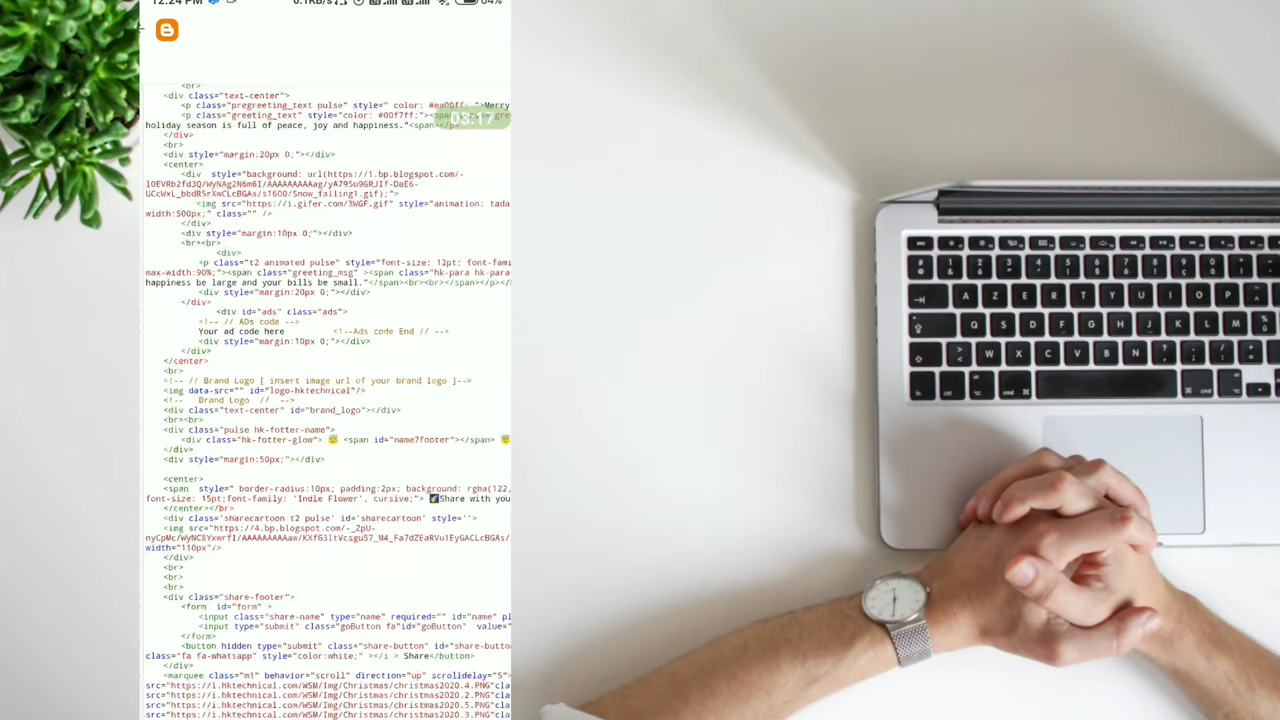 12:24 PM
0.1KB/s
64%
<br>
<div class="text-center">
<p class="pregreeting_text pulse" style=" color: #ea00ff; ">Merry
<p class="greeting_text" style="color: #00f7ff;"><span
03:17
holiday season is full of peace, joy and happiness."<span></p>
</div>
<br>
<div style="margin:20px 0;"></div>
<center>
<div  style="background: url(https://1.bp.blogspot.com/-
UCcWxL_bbdR5rXwCLcBGAs/s1600/Snow_falling1.gif);">
<img src="https://i.gifer.com/3WGF.gif" style="animation: tada
width:500px;" class="" />
</div>
<div style="margin:10px 0;"></div>
<br><br>
<div>
<p class="t2 animated pulse" style="font-size: 12pt; font-fami
max-width:90%;"><span class="greeting_msg" ><span class="hk-para hk-para
happiness be large and your bills be small."</span><br><br></span></p></
<div style="margin:20px 0;"></div>
</div>
<div id="ads" class="ads">
<!-- // ADs code -->
Your ad code here <!--Ads code End // -->
<div style="margin:10px 0;"></div>
</div>
</center>
<br>
<!-- // Brand Logo [ insert image url of your brand logo ]-->
<img data-src="" id="logo-hktechnical"/>
<!-- Brand Logo // -->
<div class="text-center" id="brand_logo"></div>
<br><br>
<div class="pulse hk-fotter-name">
<div class="hk-fotter-glow"> 😇 <span id="name7footer"></span> 😇
</div>
<div style="margin:50px;"></div>
<center>
<span style=" border-radius:10px; padding:2px; background: rgba(122,
font-size: 15pt;font-family: 'Indie Flower', cursive;"> Share with you
</center></br>
<div class='sharecartoon t2 pulse' id='sharecartoon' style=''>
<img src="https://4.bp.blogspot.com/-_ZpU-
width="110px"/>
</div>
<br>
<br>
<br>
<div class="share-footer">
<form id="form" >
<input class="share-name" type="name" required="" id="name" pl
<input type="submit" class="goButton fa"id="goButton" value="
</form>
<button hidden type="submit" class="share-button" id="share-butto
class="fa fa-whatsapp" style="color:white;" ></i > Share</button>
</div>
<marquee class="m1" behavior="scroll" direction="up" scrolldelay="5"
src="https://i.hktechnical.com/WSM/Img/Christmas/christmas2020.4.PNG"clas
src="https://i.hktechnical.com/WSM/Img/Christmas/christmas2020.2.PNG"clas
src="https://i.hktechnical.com/WSM/Img/Christmas/christmas2020.5.PNG"clas
src="https://i.hktechnical.com/WSM/Img/Christmas/christmas2020.3.PNG"clas